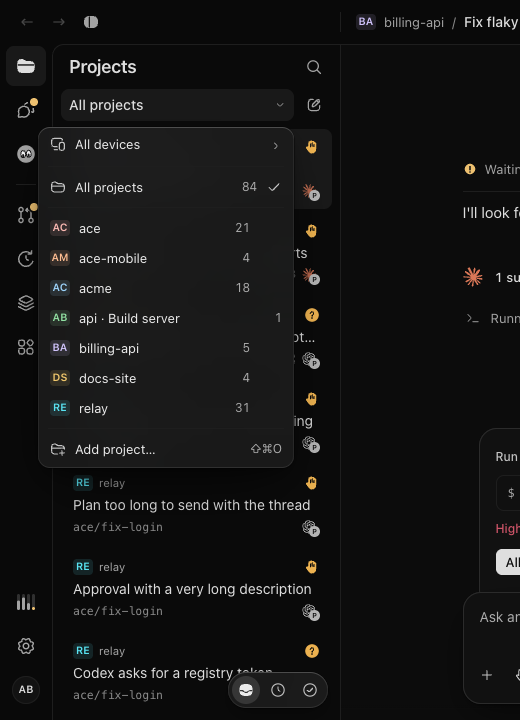 BA billing-api / Fix flaky
Projects
All projects
All devices
All projects 84
AC ace 21
AM ace-mobile 4
AC acme 18
AB api · Build server 1
BA billing-api 5
DS docs-site 4
RE relay 31
Add project... ⇧⌘O
RE relay
Plan too long to send with the thread
ace/fix-login
RE relay
Approval with a very long description
ace/fix-login
RE relay
Codex asks for a registry token
ace/fix-login
AB
Waitin
I'll look f
1 su
Runn
Run
$
High
All
Ask an